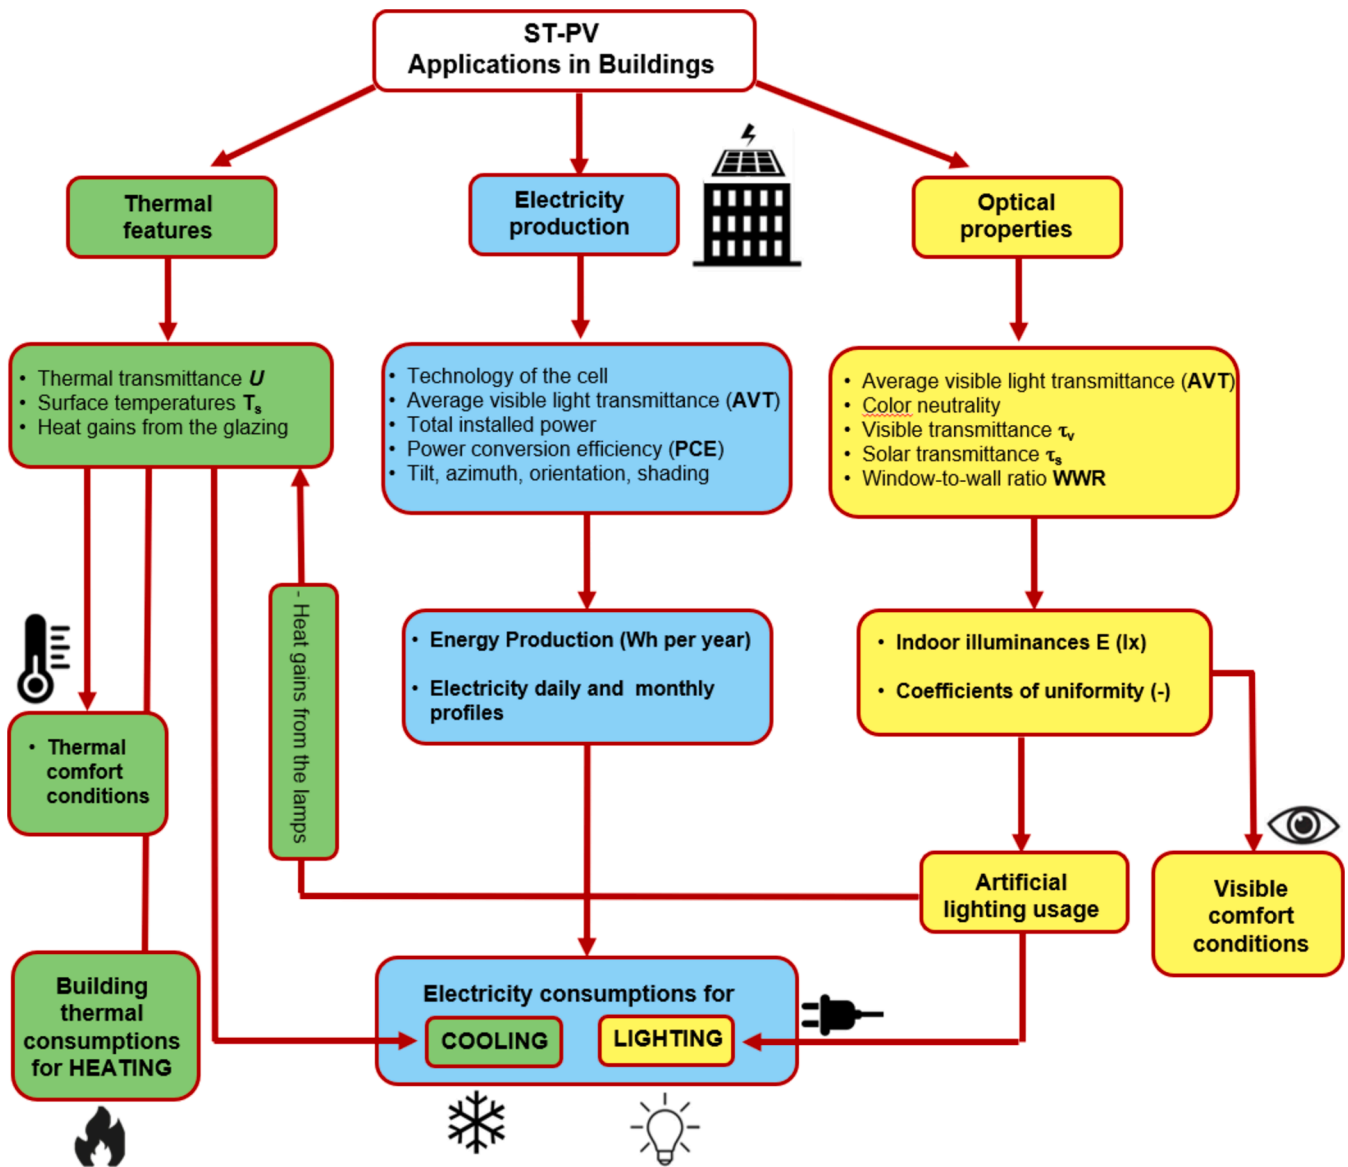 ST-PV
Applications in Buildings
Thermal
features
Electricity
production
Optical
properties
• Thermal transmittance U
• Surface temperatures Ts
• Heat gains from the glazing
• Technology of the cell
• Average visible light transmittance (AVT)
• Total installed power
• Power conversion efficiency (PCE)
• Tilt, azimuth, orientation, shading
• Average visible light transmittance (AVT)
• Color neutrality
• Visible transmittance τv
• Solar transmittance τs
• Window-to-wall ratio WWR
- Heat gains from the lamps
• Energy Production (Wh per year)
• Electricity daily and monthly
profiles
• Indoor illuminances E (lx)
• Coefficients of uniformity (-)
• Thermal
comfort
conditions
Artificial
lighting usage
Visible
comfort
conditions
Building
thermal
consumptions
for HEATING
Electricity consumptions for
COOLING
LIGHTING